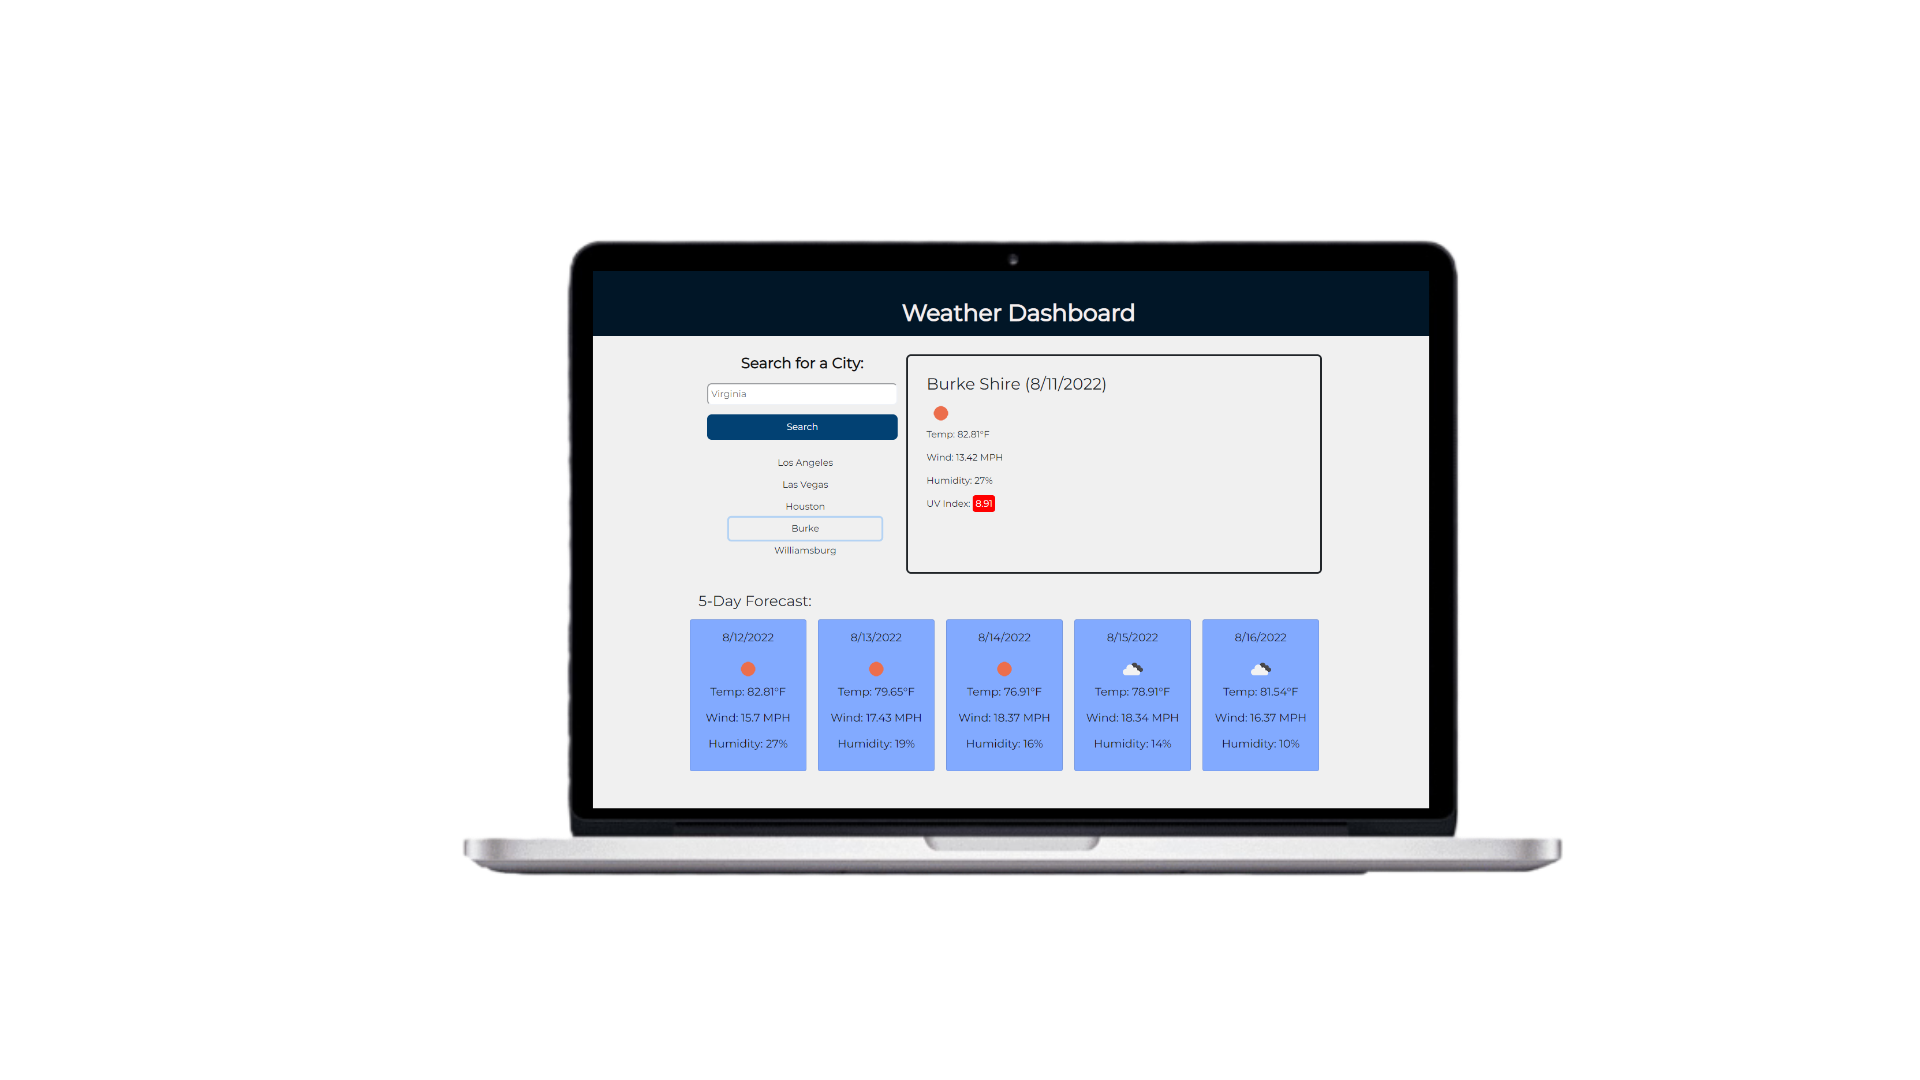 Weather Dashboard
Search for a City:
Virginia
Search
Los Angeles
Las Vegas
Houston
Burke
Williamsburg
Burke Shire (8/11/2022)
Temp: 82.81°F
Wind: 13.42 MPH
Humidity: 27%
UV Index: 8.91
5-Day Forecast:
8/12/2022
Temp: 82.81°F
Wind: 15.7 MPH
Humidity: 27%
8/13/2022
Temp: 79.65°F
Wind: 17.43 MPH
Humidity: 19%
8/14/2022
Temp: 76.91°F
Wind: 18.37 MPH
Humidity: 16%
8/15/2022
Temp: 78.91°F
Wind: 18.34 MPH
Humidity: 14%
8/16/2022
Temp: 81.54°F
Wind: 16.37 MPH
Humidity: 10%